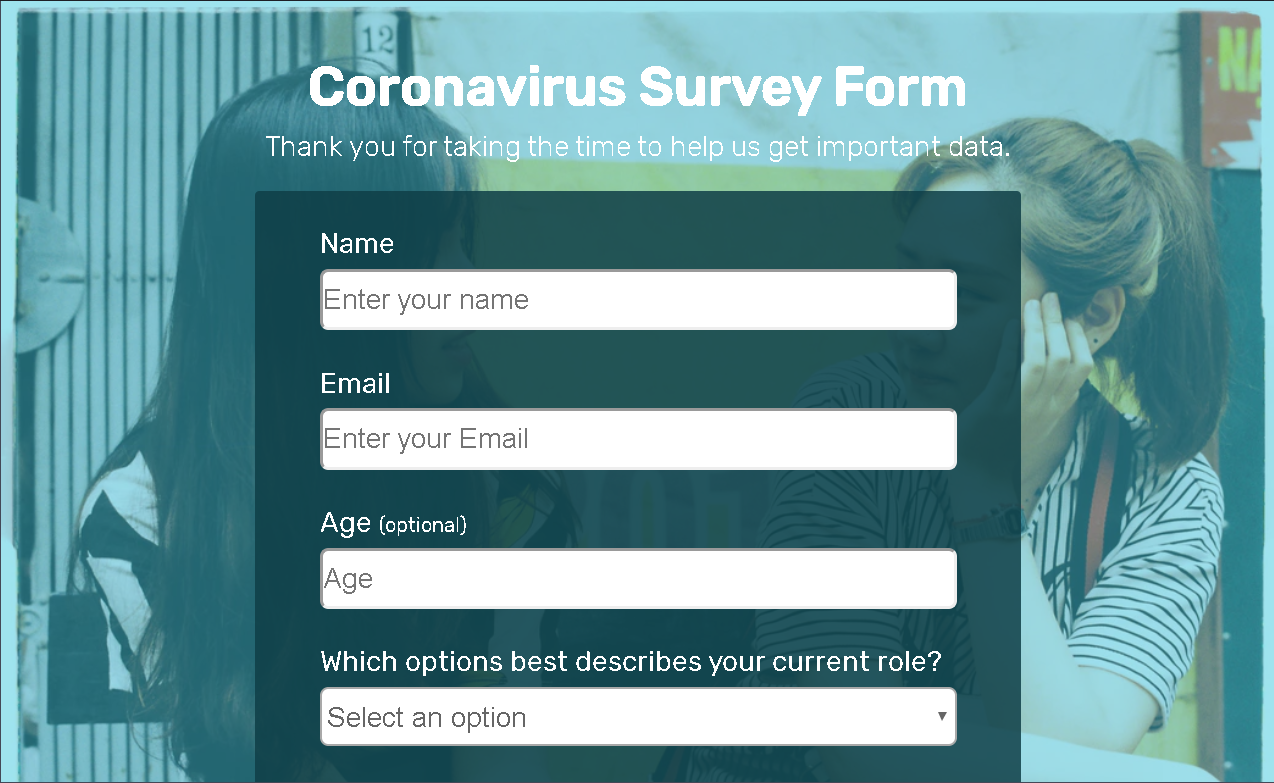 12
NA
Coronavirus Survey Form
Thank you for taking the time to help us get important data.
Name
Enter your name
Email
Enter your Email
Age (optional)
Age
Which options best describes your current role?
Select an option